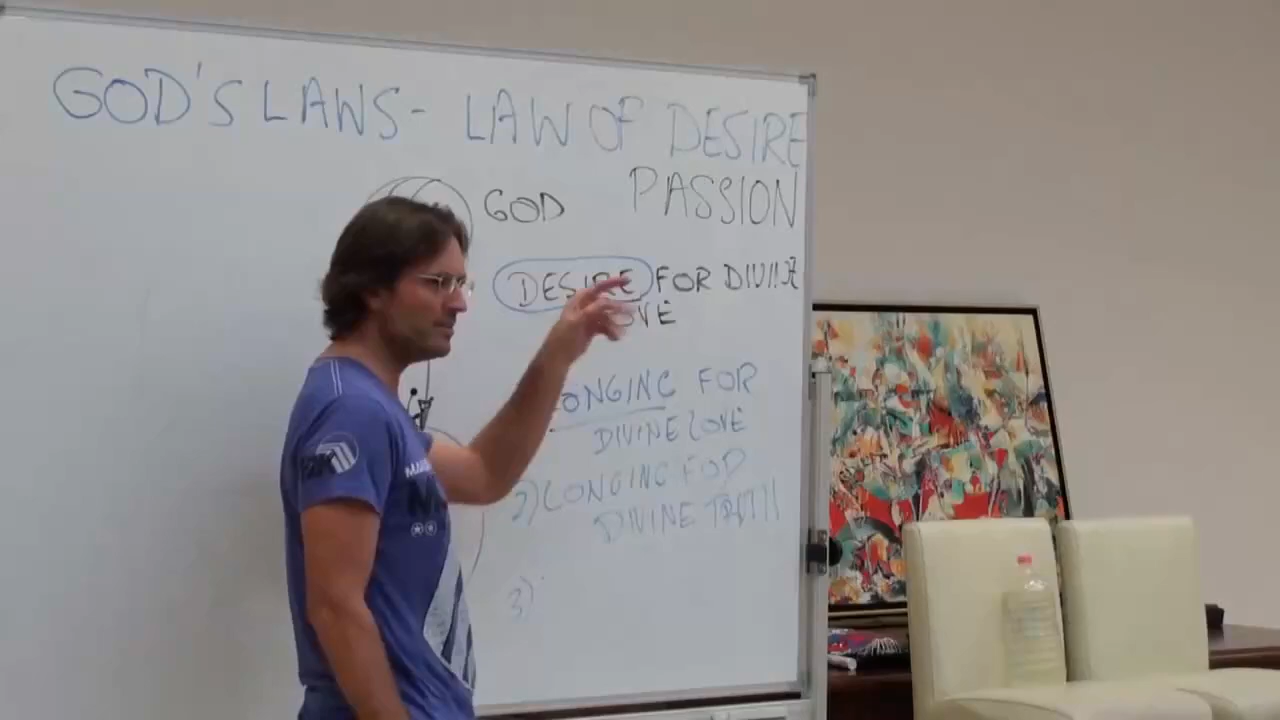 GOD'S LAWS - LAW OF DESIRE
PASSION
GOD
DESIRE FOR DIVINE
LOVE
LONGING FOR
DIVINE LOVE
2) LONGING FOR
DIVINE TRUTH
3)